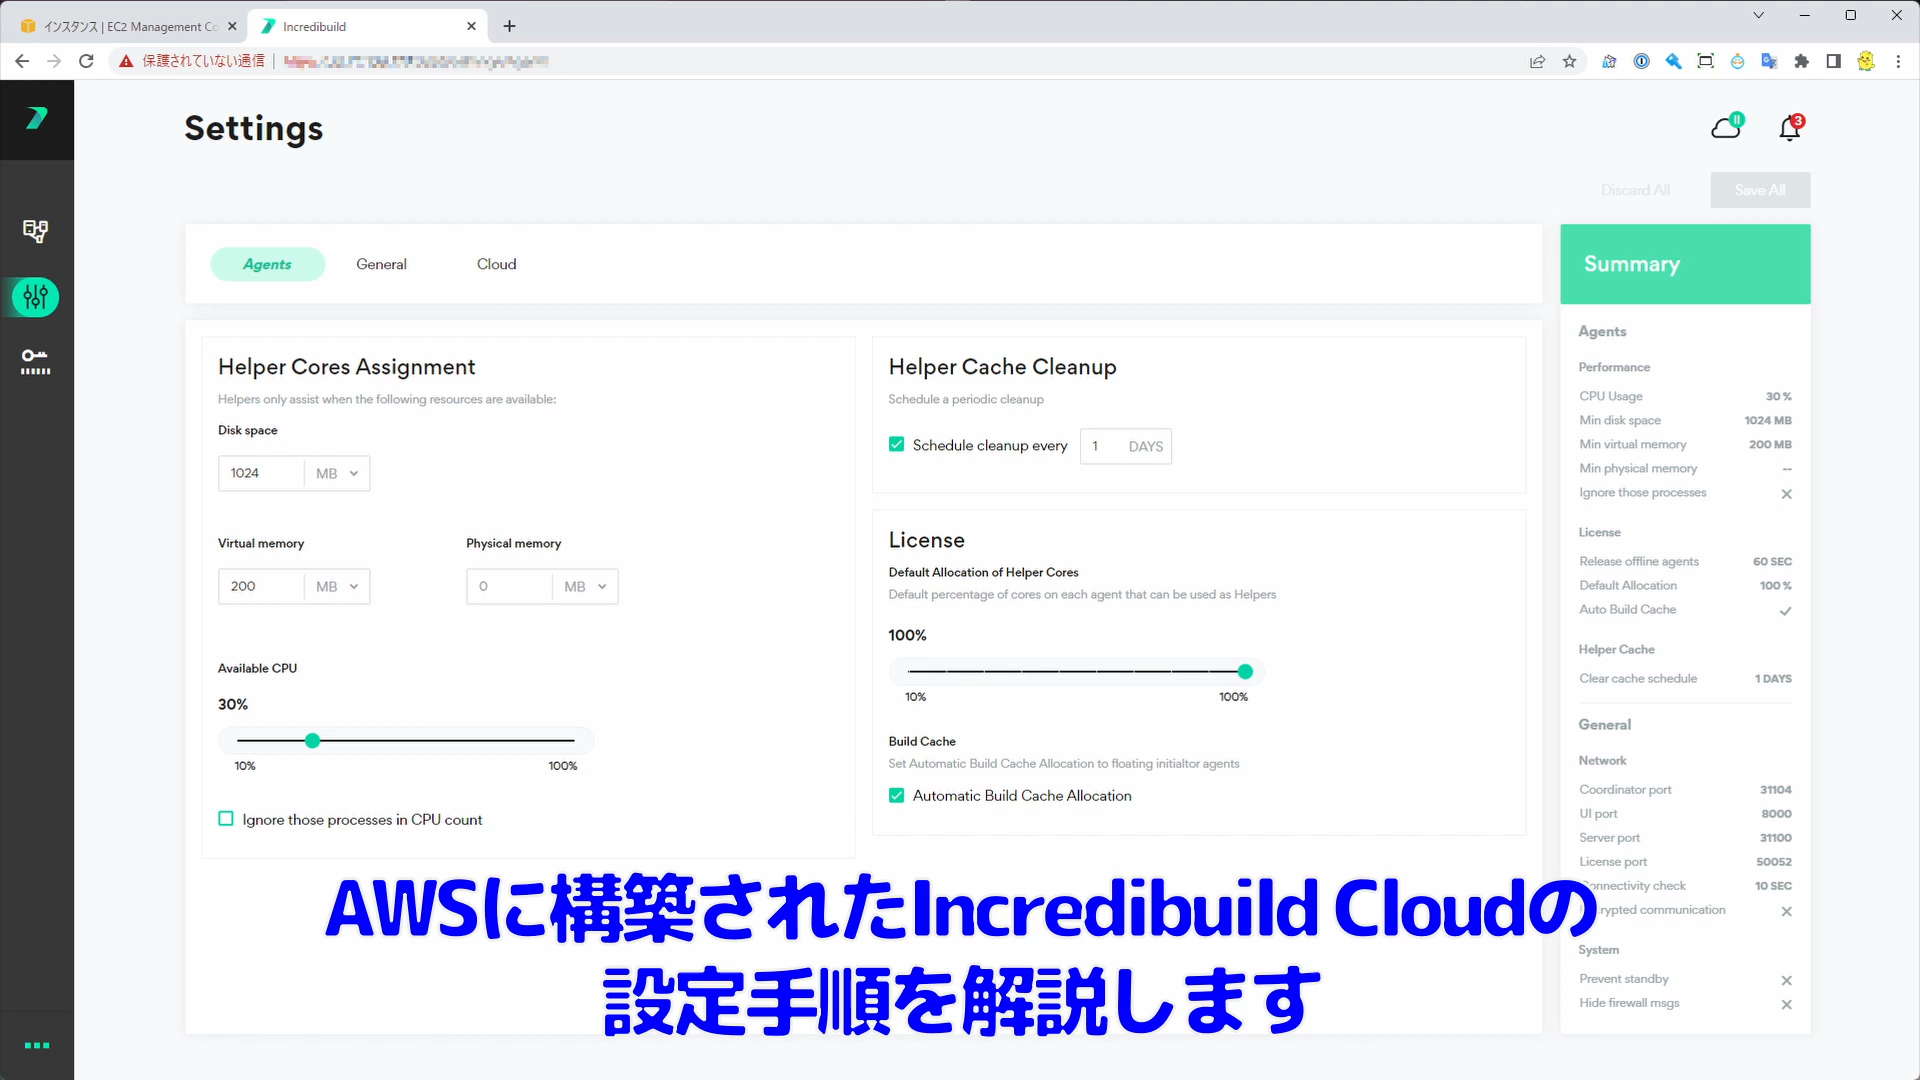 インスタンス | EC2 Management Co
Incredibuild
保護されていない通信
Settings
3
Discard All
Save All
Agents
General
Cloud
Summary
Helper Cores Assignment
Helpers only assist when the following resources are available:
Disk space
1024 MB
Virtual memory
Physical memory
200 MB
0 MB
Available CPU
30%
10%
100%
Ignore those processes in CPU count
Helper Cache Cleanup
Schedule a periodic cleanup
Schedule cleanup every 1 DAYS
License
Default Allocation of Helper Cores
Default percentage of cores on each agent that can be used as Helpers
100%
10%
100%
Build Cache
Set Automatic Build Cache Allocation to floating initialtor agents
Automatic Build Cache Allocation
Agents
Performance
CPU Usage 30 %
Min disk space 1024 MB
Min virtual memory 200 MB
Min physical memory --
Ignore those processes
License
Release offline agents 60 SEC
Default Allocation 100 %
Auto Build Cache
Helper Cache
Clear cache schedule 1 DAYS
General
Network
Coordinator port 31104
UI port 8000
Server port 31100
License port 50052
onnectivity check 10 SEC
crypted communication
System
Prevent standby
Hide firewall msgs
AWSに構築されたIncredibuild Cloudの
設定手順を解説します